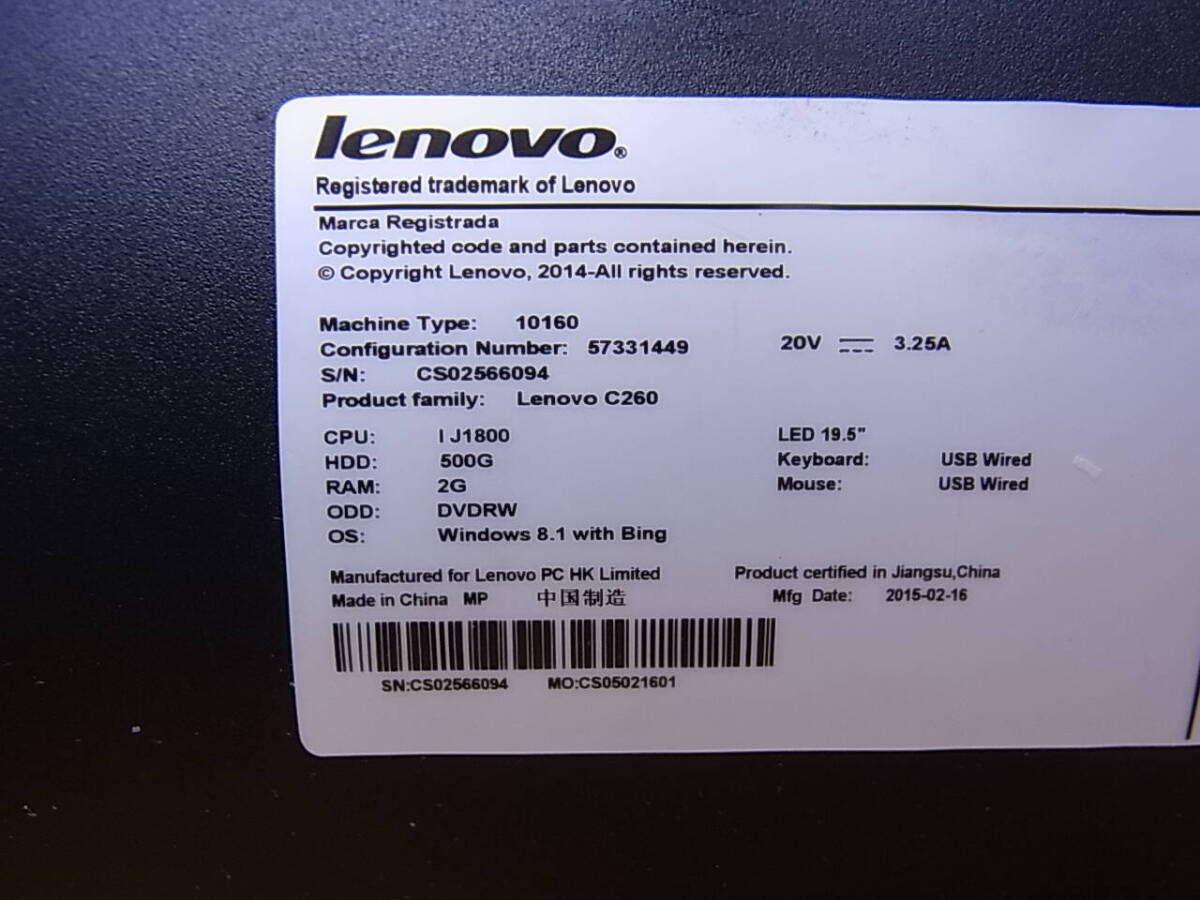 lenovo®
Registered trademark of Lenovo
Marca Registrada
Copyrighted code and parts contained herein.
© Copyright Lenovo, 2014-All rights reserved.
Machine Type: 10160
Configuration Number: 57331449 20V 3.25A
S/N: CS02566094
Product family: Lenovo C260
CPU: I J1800 LED 19.5"
HDD: 500G Keyboard: USB Wired
RAM: 2G Mouse: USB Wired
ODD: DVDRW
OS: Windows 8.1 with Bing
Manufactured for Lenovo PC HK Limited Product certified in Jiangsu,China
Made in China MP 中国制造 Mfg Date: 2015-02-16
SN:CS02566094 MO:CS05021601